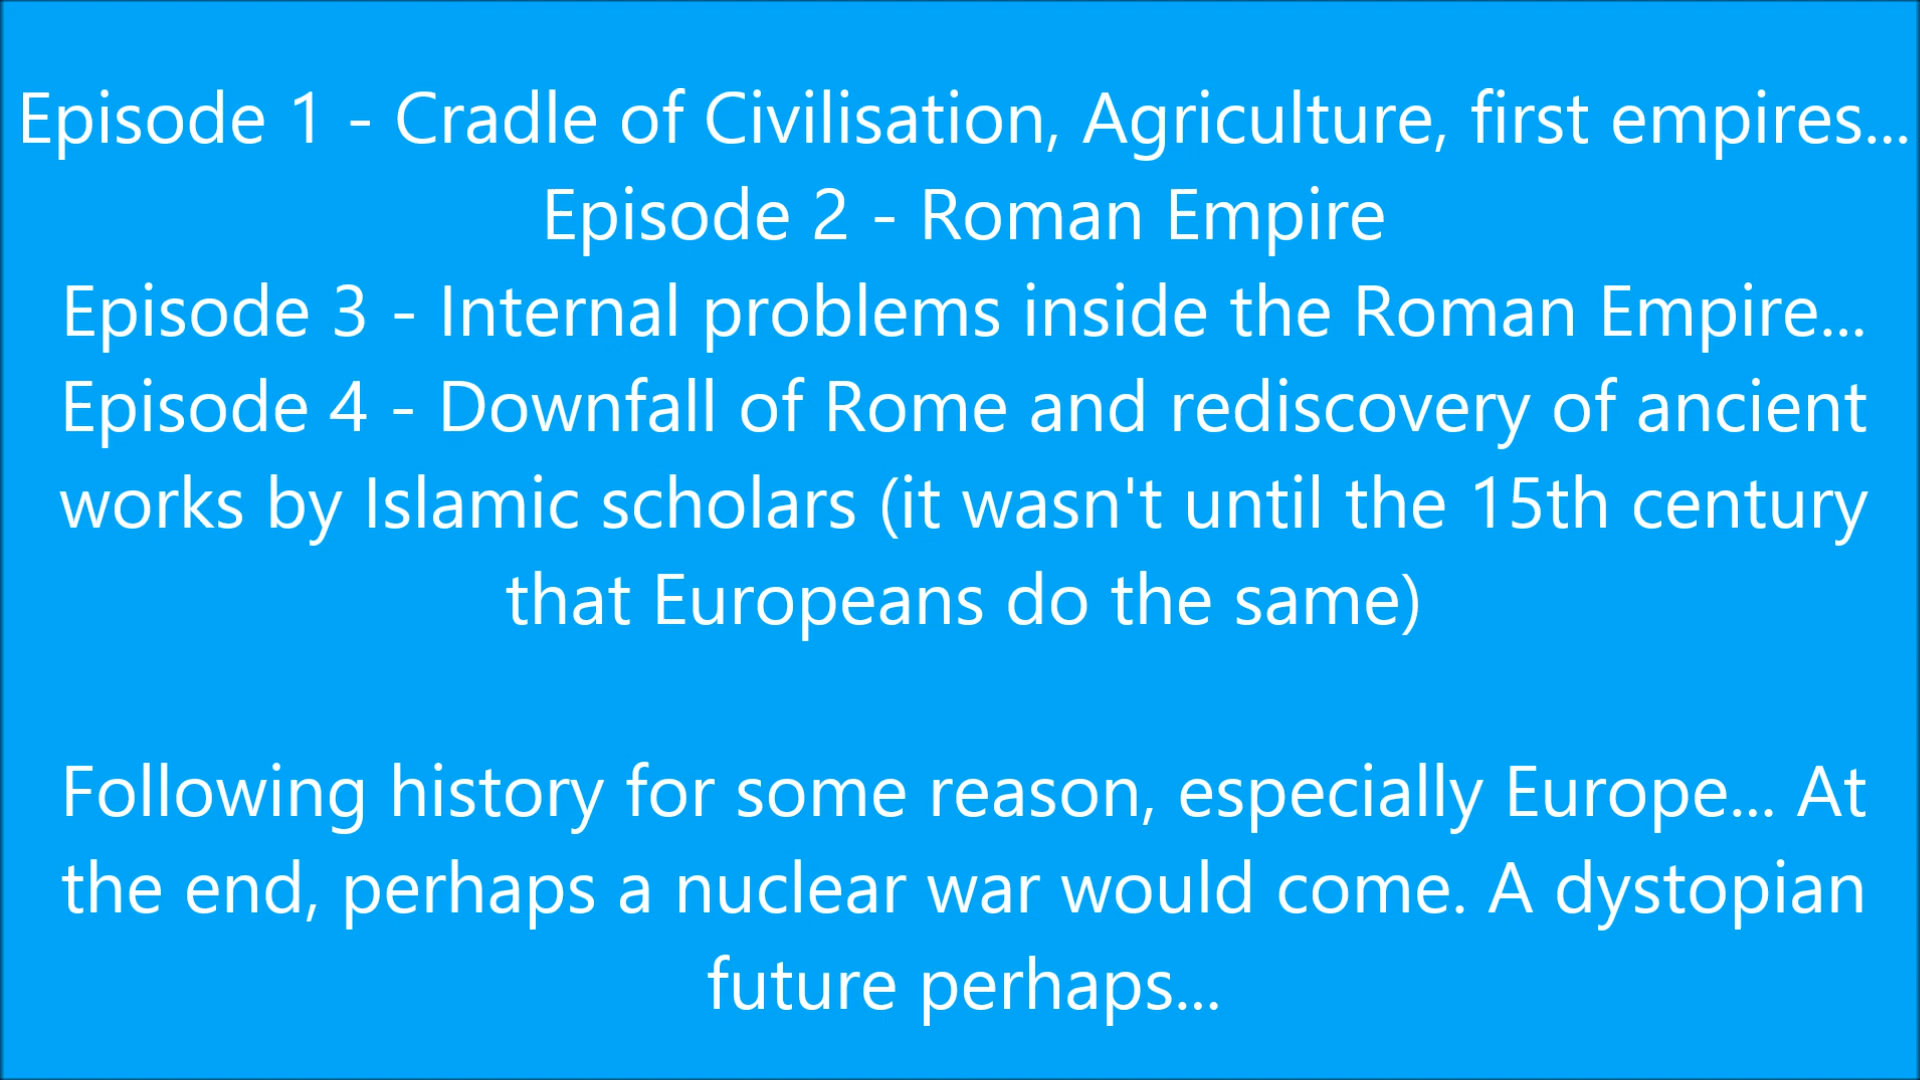 Episode 1 - Cradle of Civilisation, Agriculture, first empires...
Episode 2 - Roman Empire
Episode 3 - Internal problems inside the Roman Empire...
Episode 4 - Downfall of Rome and rediscovery of ancient
works by Islamic scholars (it wasn't until the 15th century
that Europeans do the same)
Following history for some reason, especially Europe... At
the end, perhaps a nuclear war would come. A dystopian
future perhaps...